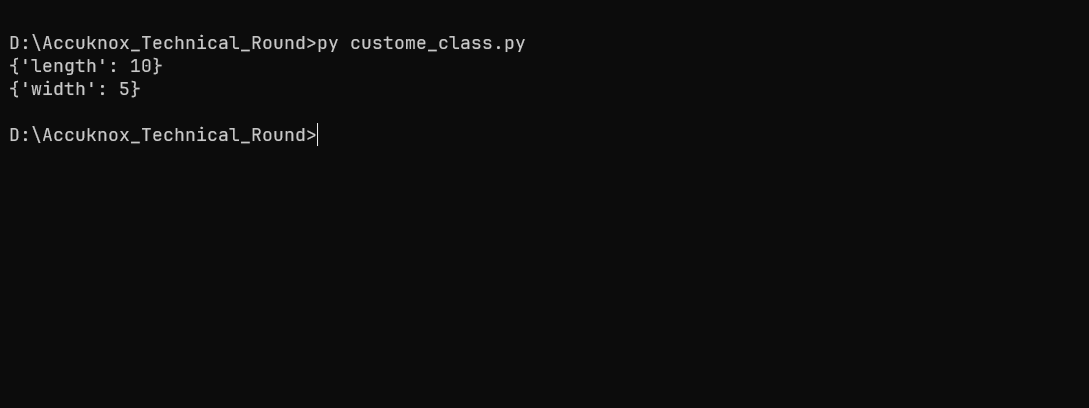 D:\Accuknox_Technical_Round>py custome_class.py
{'length': 10}
{'width': 5}
D:\Accuknox_Technical_Round>